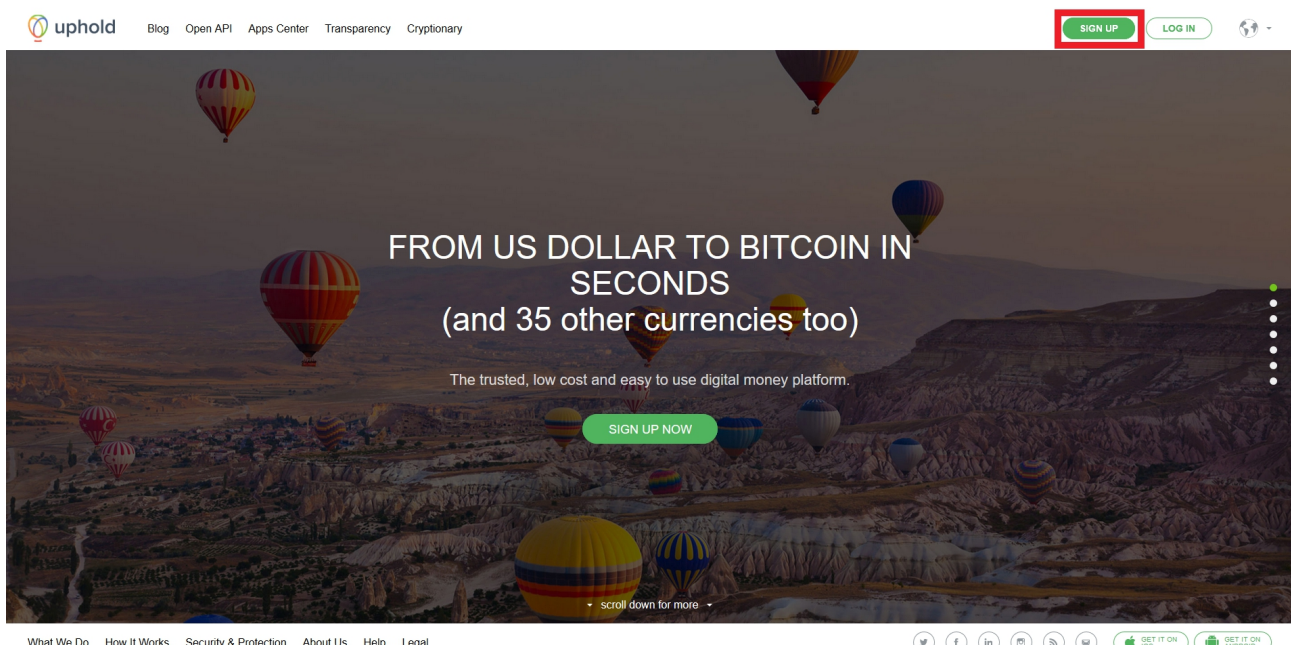 uphold
Blog Open API Apps Center Transparency Cryptionary
SIGN UP
LOG IN
FROM US DOLLAR TO BITCOIN IN
SECONDS
(and 35 other currencies too)
The trusted, low cost and easy to use digital money platform.
SIGN UP NOW
scroll down for more
What We Do How It Works Security & Protection About Us Help Legal
GET IT ON
IOS
GET IT ON
ANDROID